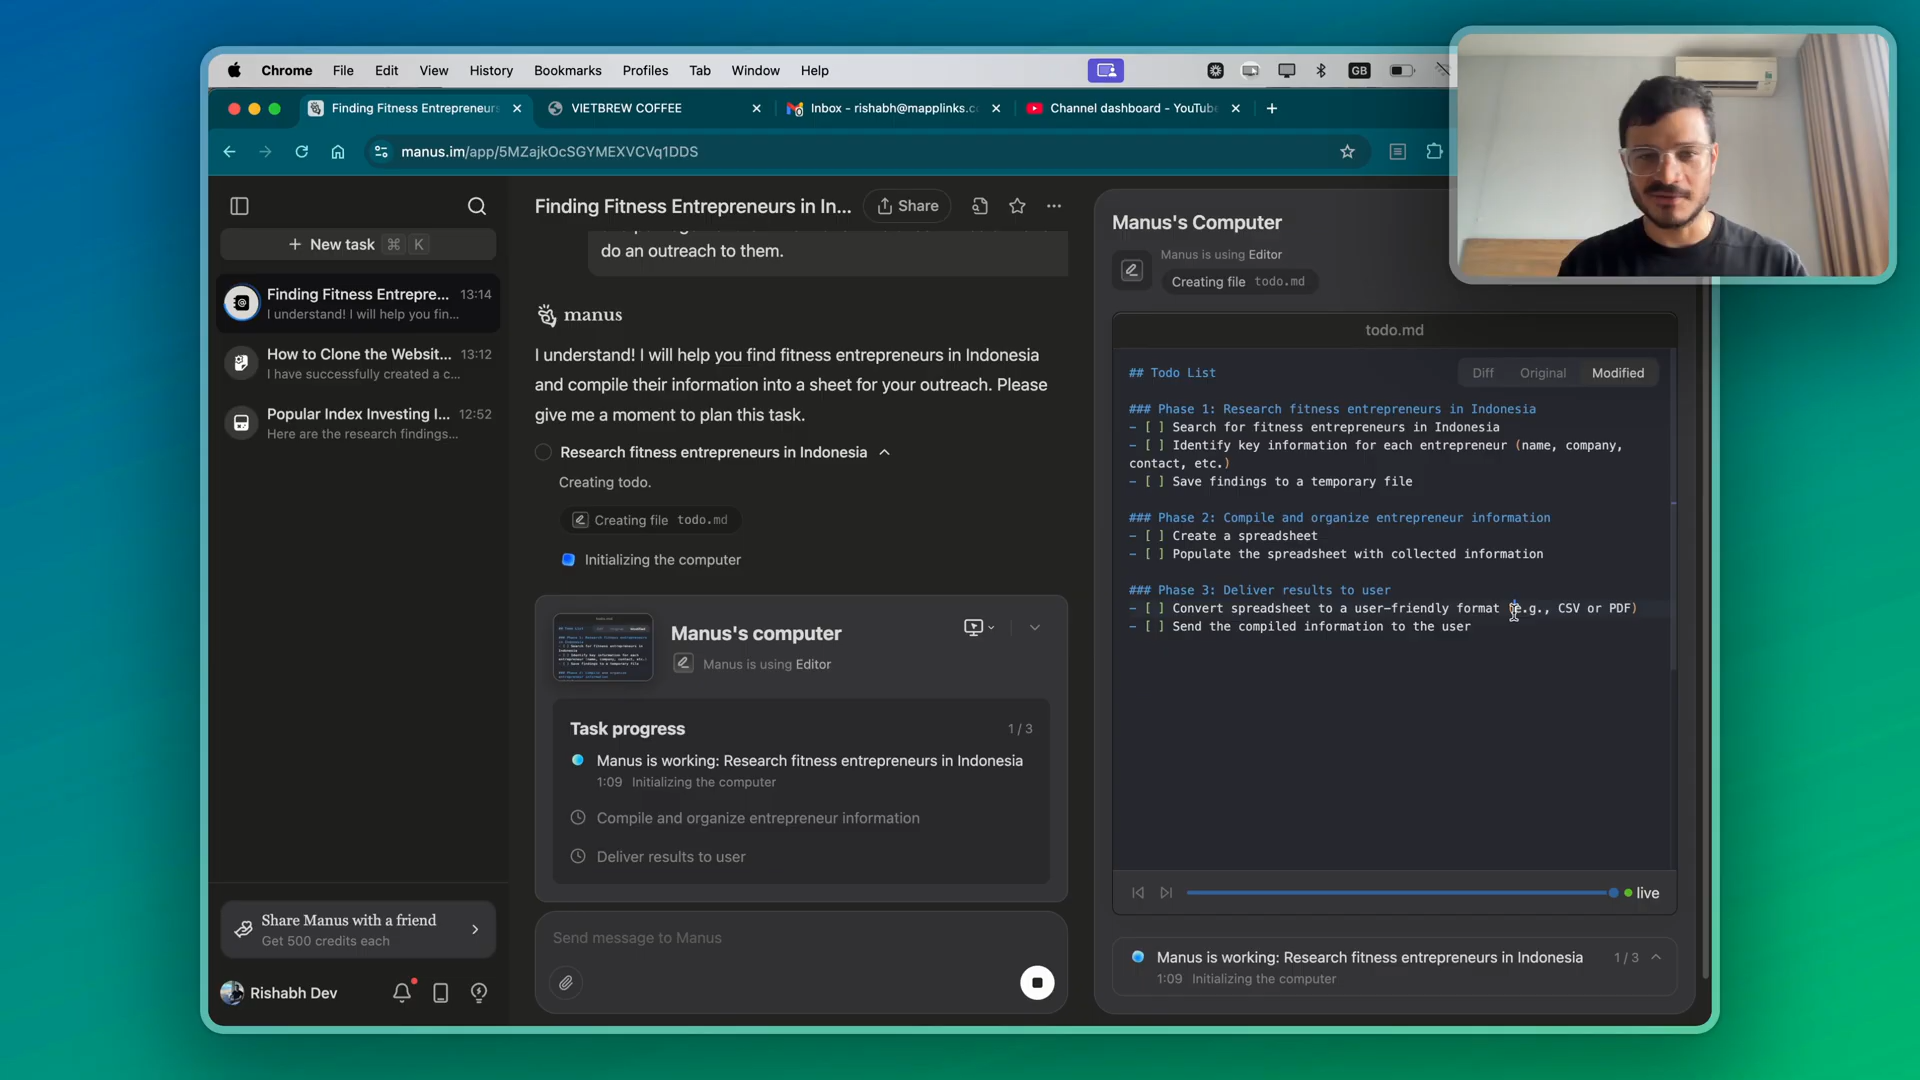 Chrome File Edit View History Bookmarks Profiles Tab Window Help
GB
Finding Fitness Entrepreneurs
VIETBREW COFFEE
Inbox - rishabh@mapplinks.c
Channel dashboard - YouTube
manus.im/app/5MZajkOcSGYMEXVCVq1DDS
+ New task ⌘ K
Finding Fitness Entrepre... 13:14
I understand! I will help you fin...
How to Clone the Websit... 13:12
I have successfully created a c...
Popular Index Investing I... 12:52
Here are the research findings...
Share Manus with a friend
Get 500 credits each
Rishabh Dev
Finding Fitness Entrepreneurs in In...
Share
do an outreach to them.
manus
I understand! I will help you find fitness entrepreneurs in Indonesia
and compile their information into a sheet for your outreach. Please
give me a moment to plan this task.
Research fitness entrepreneurs in Indonesia
Creating todo.
Creating file todo.md
Initializing the computer
Manus's computer
Manus is using Editor
Task progress 1 / 3
Manus is working: Research fitness entrepreneurs in Indonesia
1:09 Initializing the computer
Compile and organize entrepreneur information
Deliver results to user
Send message to Manus
Manus's Computer
Manus is using Editor
Creating file todo.md
todo.md
Diff Original Modified
## Todo List
### Phase 1: Research fitness entrepreneurs in Indonesia
- [ ] Search for fitness entrepreneurs in Indonesia
- [ ] Identify key information for each entrepreneur (name, company,
contact, etc.)
- [ ] Save findings to a temporary file
### Phase 2: Compile and organize entrepreneur information
- [ ] Create a spreadsheet
- [ ] Populate the spreadsheet with collected information
### Phase 3: Deliver results to user
- [ ] Convert spreadsheet to a user-friendly format (e.g., CSV or PDF)
- [ ] Send the compiled information to the user
live
Manus is working: Research fitness entrepreneurs in Indonesia 1 / 3
1:09 Initializing the computer